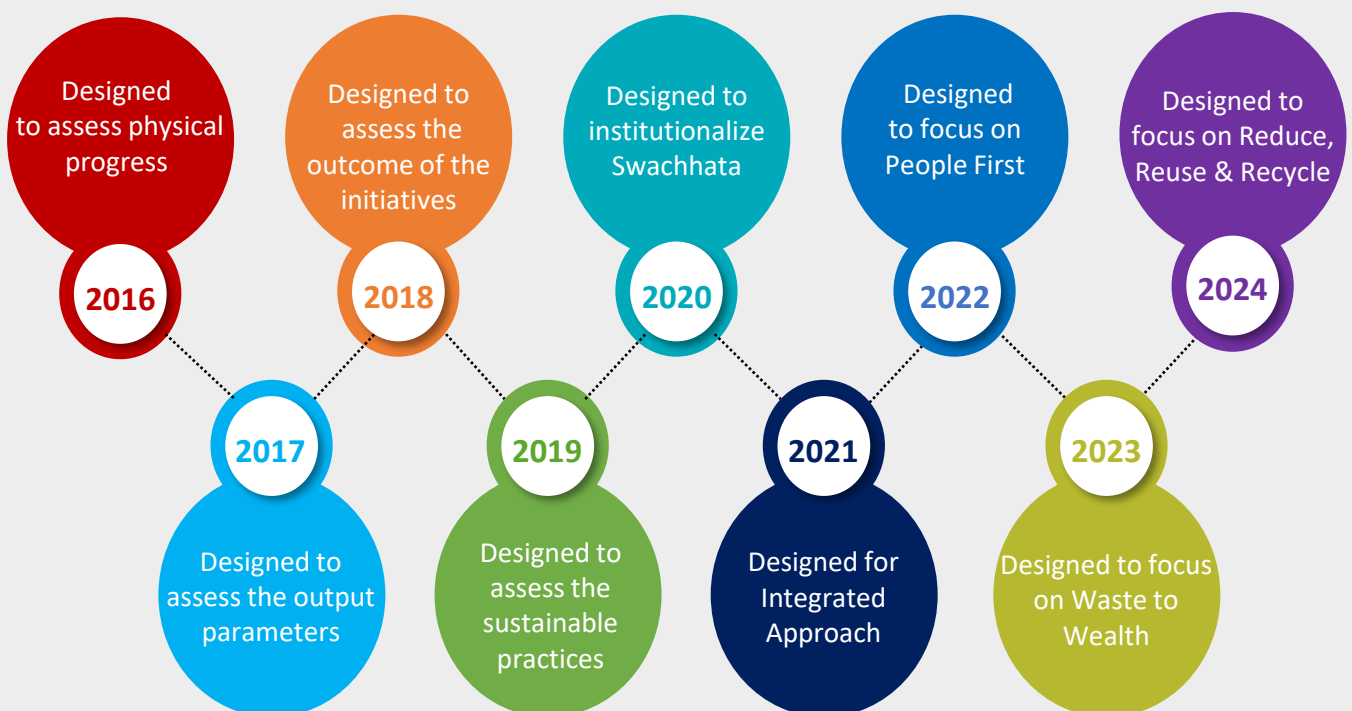 Designed
to assess physical
progress
2016
2017
Designed to
assess the output
parameters
Designed to
assess the
outcome of the
initiatives
2018
2019
Designed to
assess the
sustainable
practices
Designed to
institutionalize
Swachhata
2020
2021
Designed for
Integrated
Approach
Designed
to focus on
People First
2022
2023
Designed to focus
on Waste to
Wealth
Designed to
focus on Reduce,
Reuse & Recycle
2024